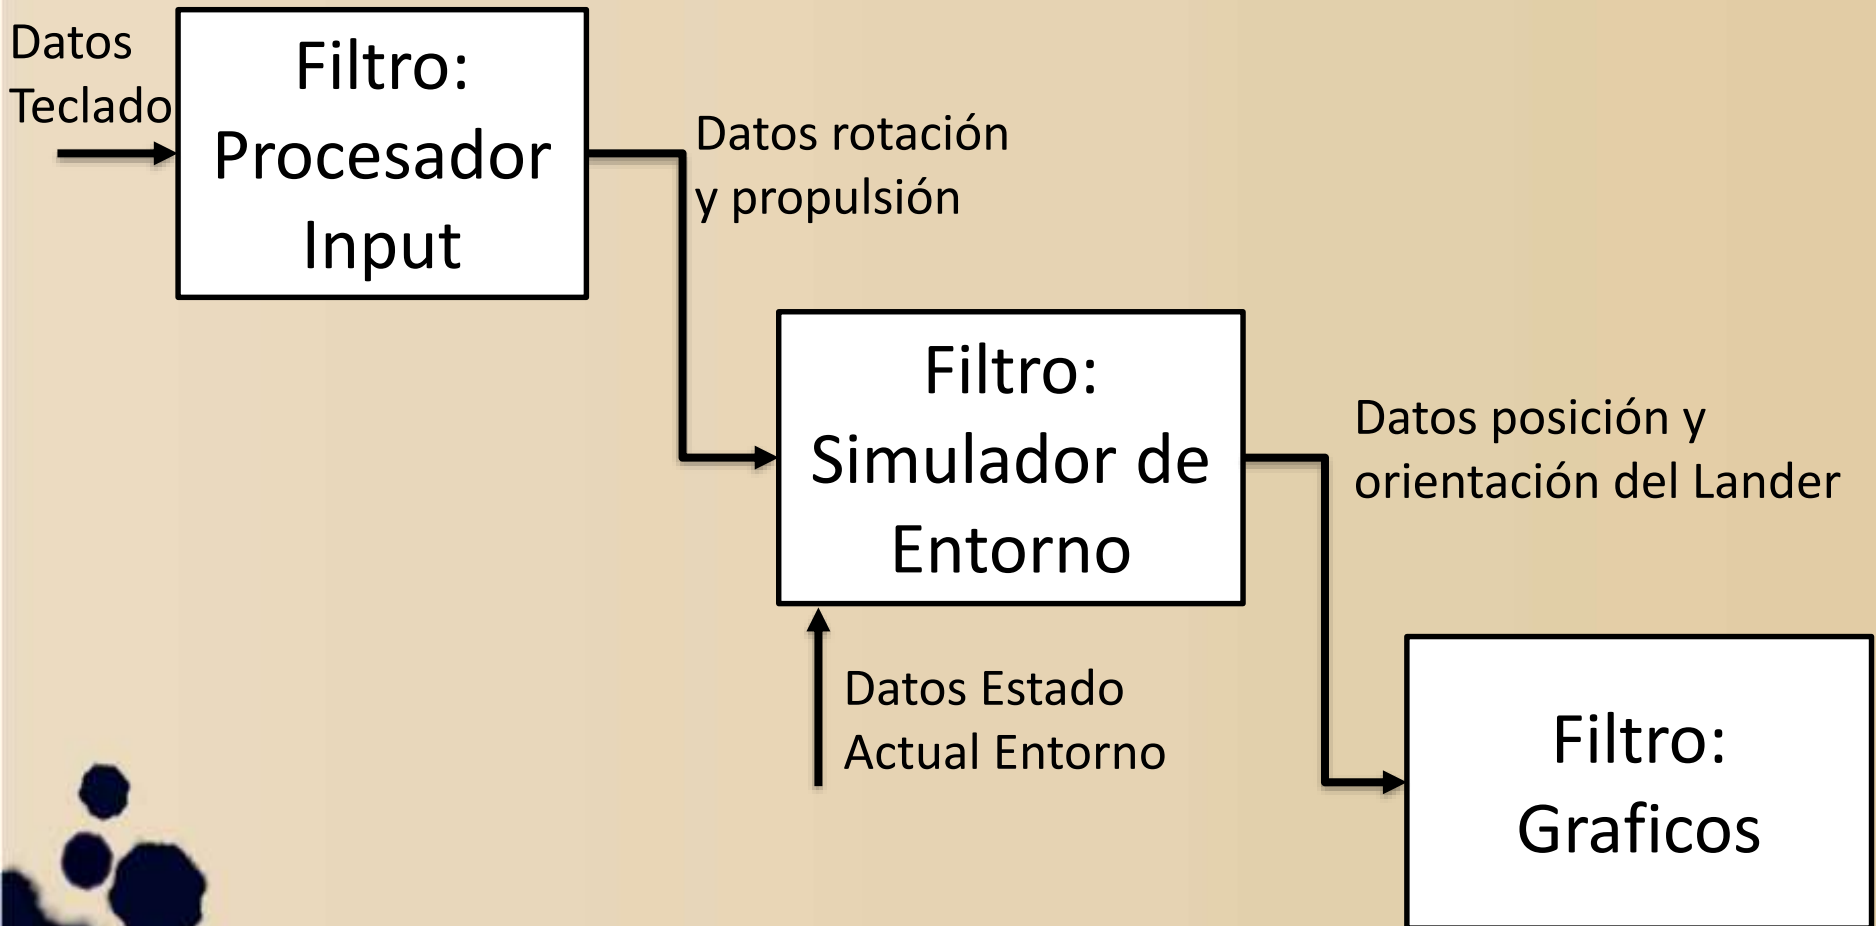 Datos
Teclado
Filtro:
Procesador
Input
Datos rotación
y propulsión
Filtro:
Simulador de
Entorno
Datos posición y
orientación del Lander
Datos Estado
Actual Entorno
Filtro:
Graficos